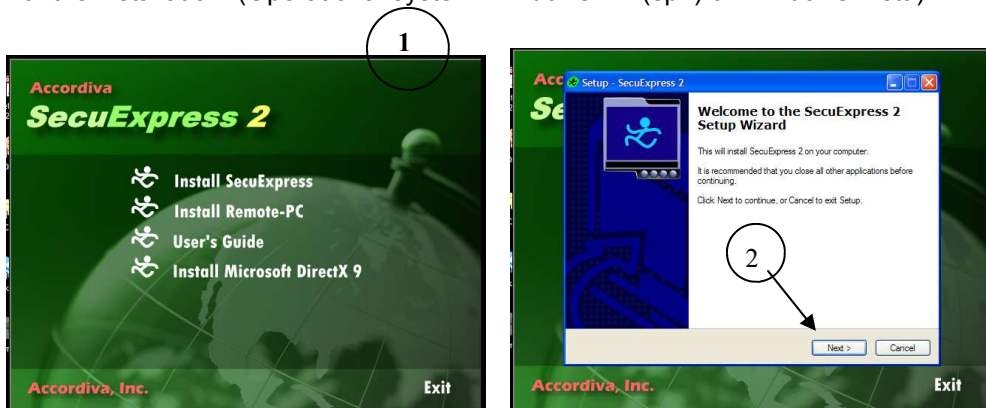 1
Accordiva
SecuExpress 2
Install SecuExpress
Install Remote-PC
User's Guide
Install Microsoft DirectX 9
Accordiva, Inc.
Exit
Acc
Se
Setup - SecuExpress 2
Welcome to the SecuExpress 2
Setup Wizard
This will install SecuExpress 2 on your computer.
It is recommended that you close all other applications before
continuing.
Click Next to continue, or Cancel to exit Setup.
2
Next >
Cancel
Accordiva, Inc.
Exit